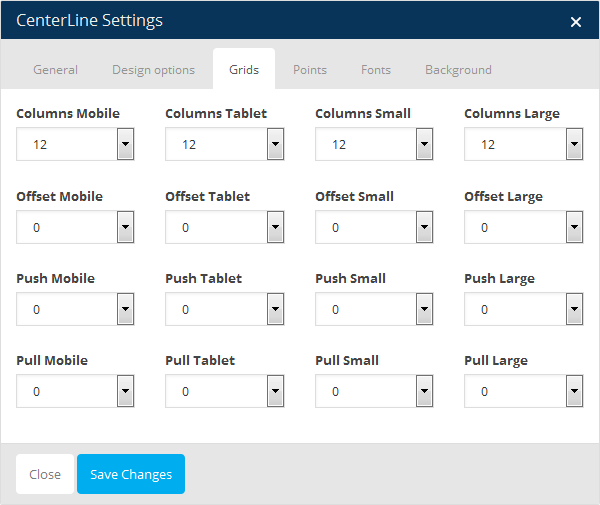 CenterLine Settings
General Design options Grids Points Fonts Background
Columns Mobile Columns Tablet Columns Small Columns Large
12 12 12 12
Offset Mobile Offset Tablet Offset Small Offset Large
0 0 0 0
Push Mobile Push Tablet Push Small Push Large
0 0 0 0
Pull Mobile Pull Tablet Pull Small Pull Large
0 0 0 0
Close Save Changes